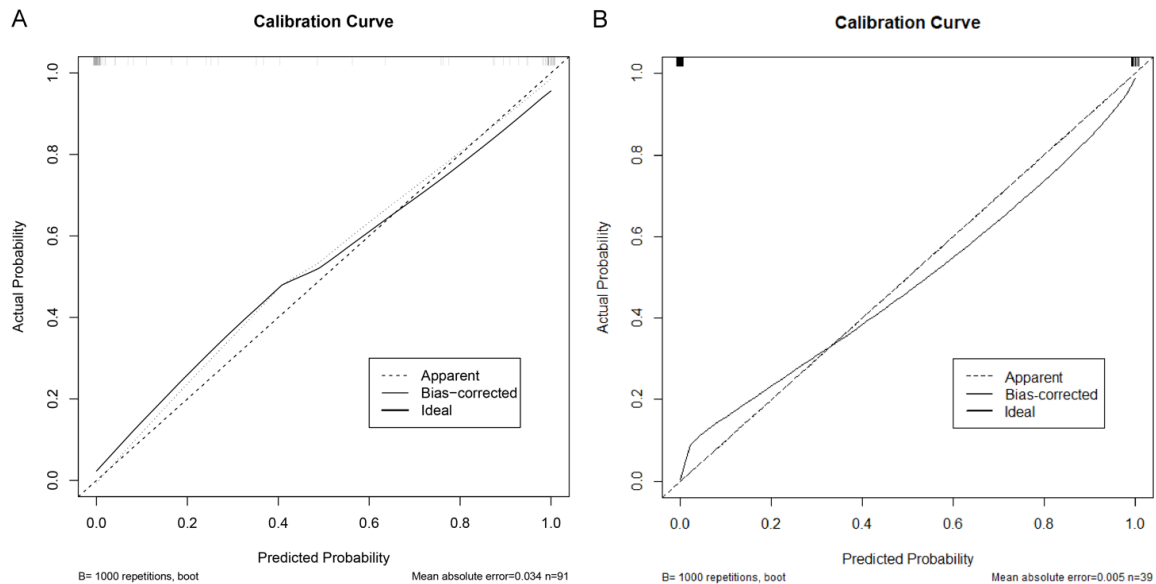 A
Calibration Curve
Actual Probability
0.0
0.2
0.4
0.6
0.8
1.0
Apparent
Bias-corrected
Ideal
0.0 0.2 0.4 0.6 0.8 1.0
Predicted Probability
B= 1000 repetitions, boot
Mean absolute error=0.034 n=91
B
Calibration Curve
Actual Probability
0.0
0.2
0.4
0.6
0.8
1.0
Apparent
Bias-corrected
Ideal
0.0 0.2 0.4 0.6 0.8 1.0
Predicted Probability
B= 1000 repetitions, boot
Mean absolute error=0.005 n=39